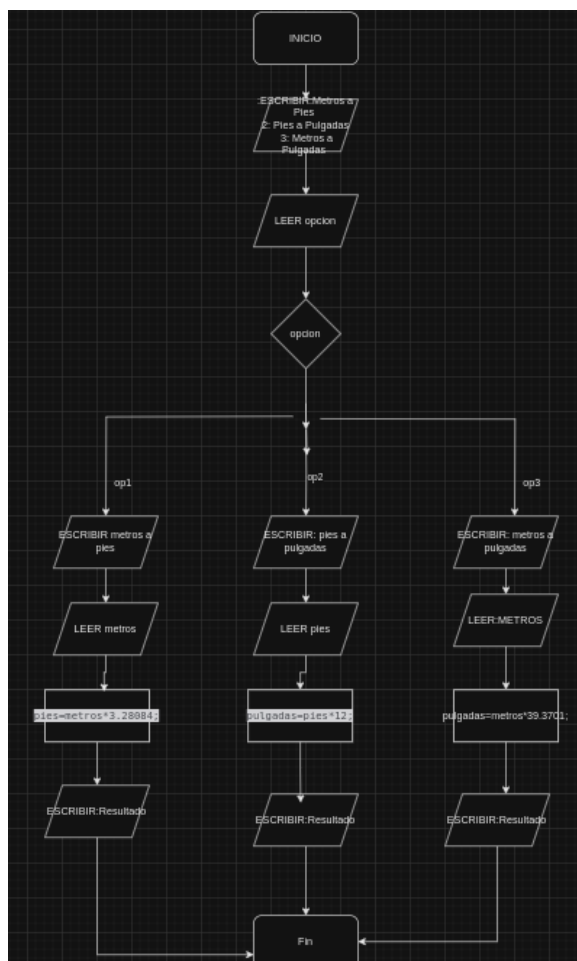 INICIO
:ESCRIBIR:Metros a
Pies
2: Pies a Pulgadas
3: Metros a
Pulgadas
LEER opcion
opcion
op1
op2
op3
ESCRIBIR metros a
pies
ESCRIBIR: pies a
pulgadas
ESCRIBIR: metros a
pulgadas
LEER metros
LEER pies
LEER:METROS
pies=metros*3.28084;
pulgadas=pies*12;
pulgadas=metros*39.3701;
ESCRIBIR:Resultado
ESCRIBIR:Resultado
ESCRIBIR:Resultado
Fin